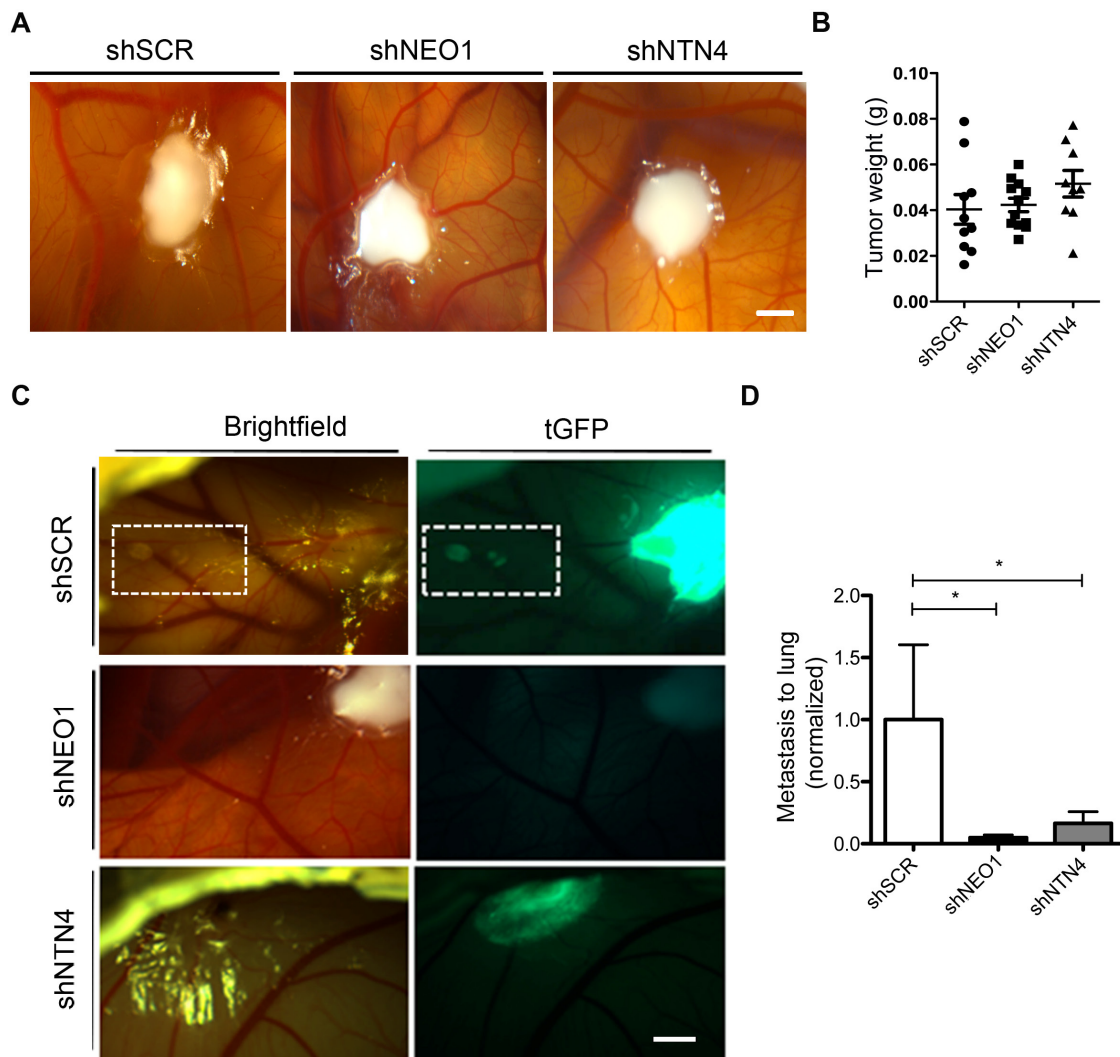 A
shSCR
shNEO1
shNTN4
B
Tumor weight (g)
0.10
0.08
0.06
0.04
0.02
0.00
shSCR
shNEO1
shNTN4
C
Brightfield
tGFP
shSCR
shNEO1
shNTN4
D
Metastasis to lung
(normalized)
2.0
1.5
1.0
0.5
0.0
*
*
shSCR
shNEO1
shNTN4